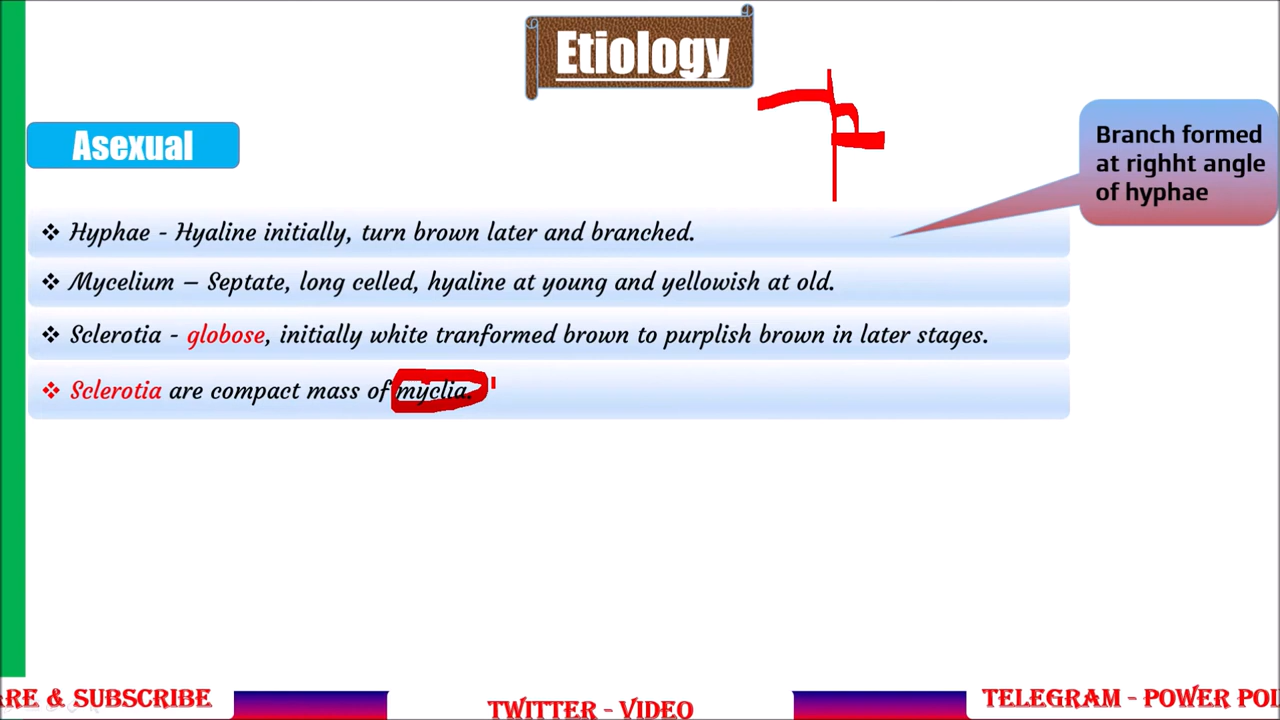 Etiology
Asexual
Branch formed
at righht angle
of hyphae
❖ Hyphae - Hyaline initially, turn brown later and branched.
❖ Mycelium – Septate, long celled, hyaline at young and yellowish at old.
❖ Sclerotia - globose, initially white tranformed brown to purplish brown in later stages.
❖ Sclerotia are compact mass of myclia.
ARE & SUBSCRIBE
TWITTER - VIDEO
TELEGRAM - POWER POI